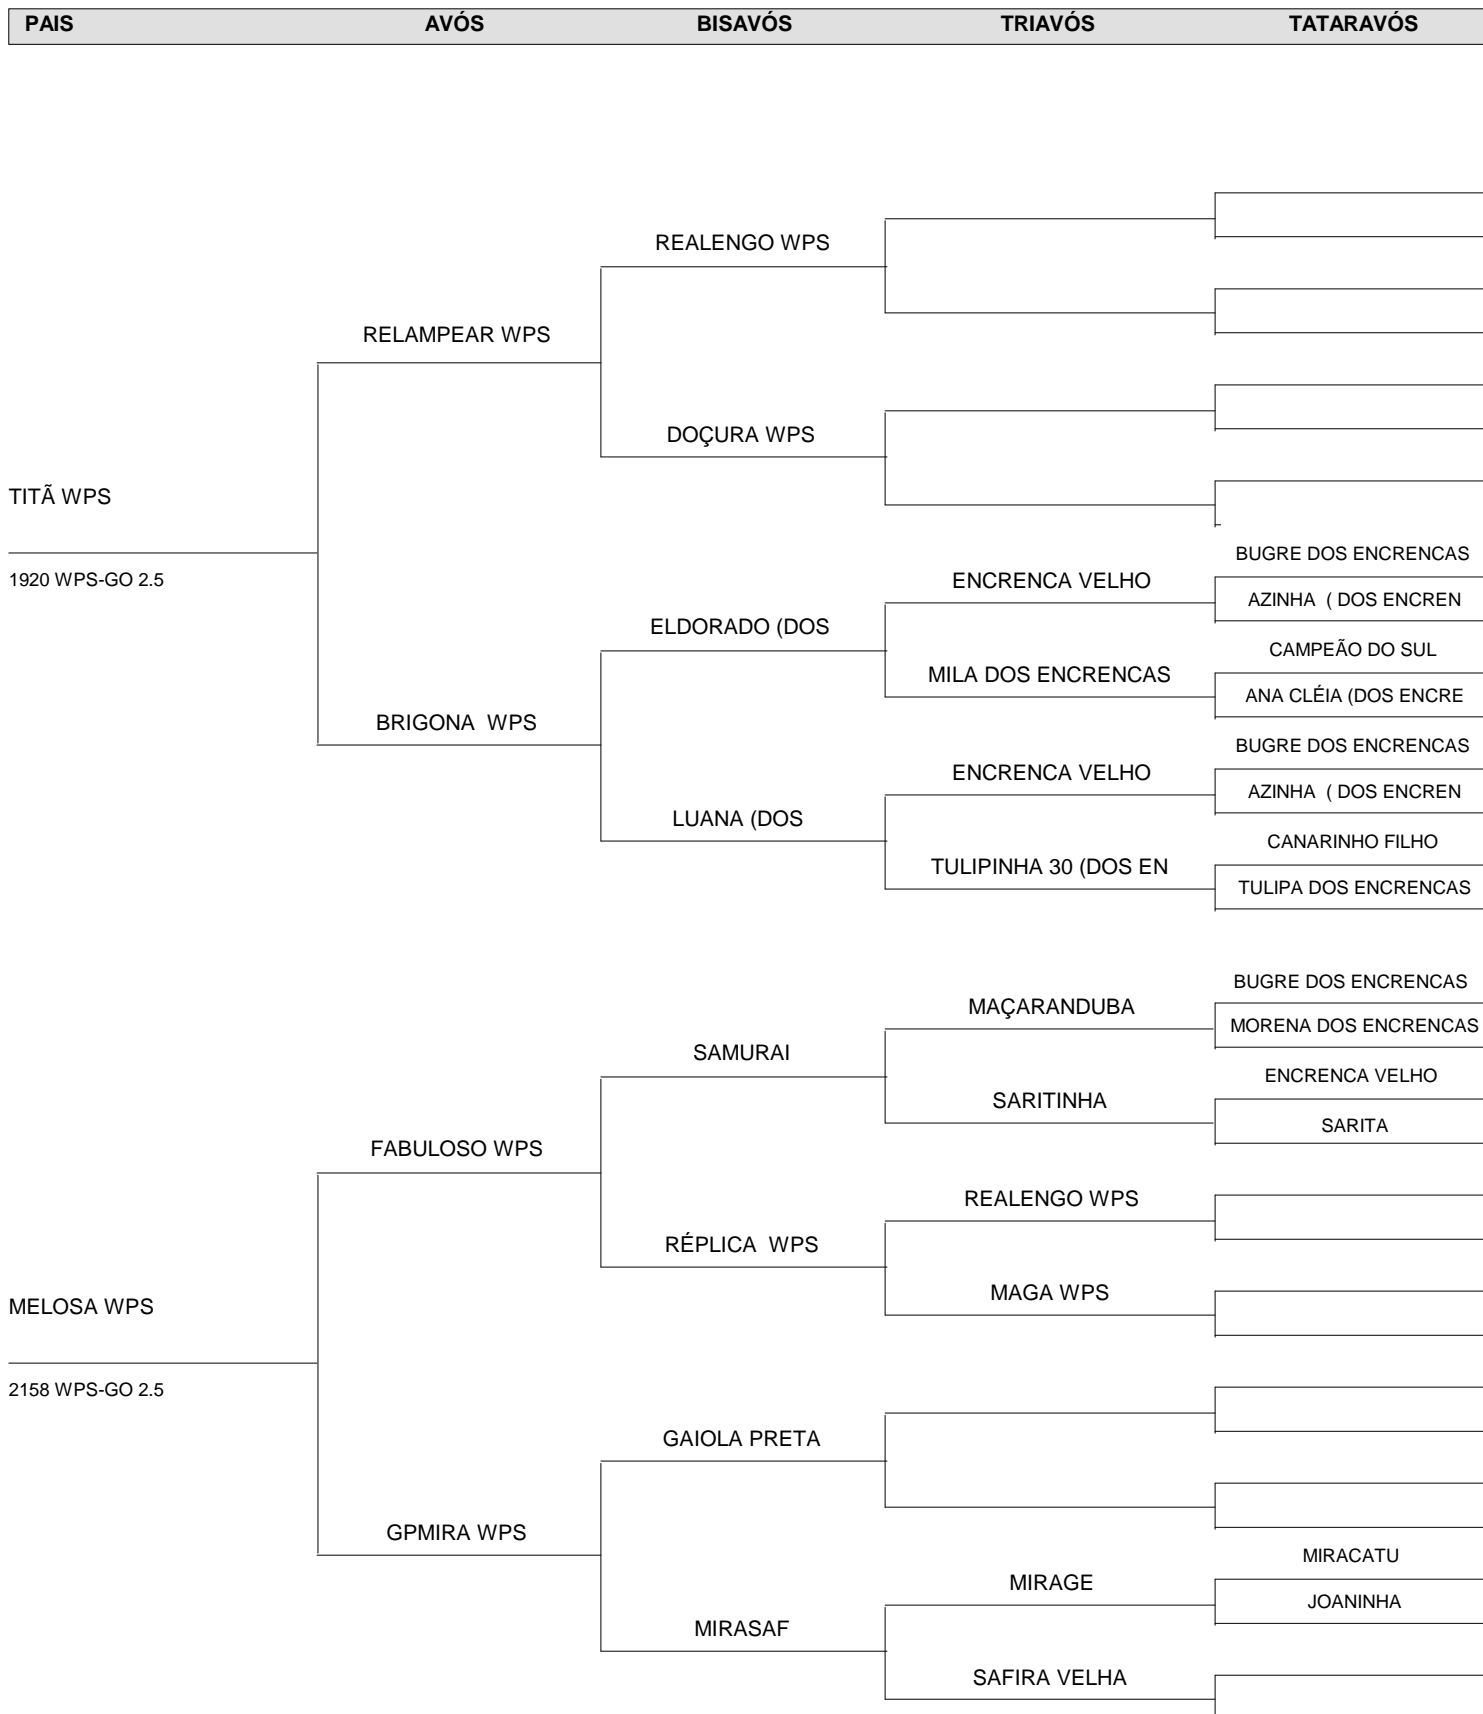 PAIS AVÓS BISAVÓS TRIAVÓS TATARAVÓS
REALENGO WPS
RELAMPEAR WPS
DOÇURA WPS
TITÃ WPS
BUGRE DOS ENCRENCAS
1920 WPS-GO 2.5
ENCRENCA VELHO
AZINHA ( DOS ENCREN
ELDORADO (DOS
CAMPEÃO DO SUL
MILA DOS ENCRENCAS
ANA CLÉIA (DOS ENCRE
BRIGONA WPS
BUGRE DOS ENCRENCAS
ENCRENCA VELHO
AZINHA ( DOS ENCREN
LUANA (DOS
CANARINHO FILHO
TULIPINHA 30 (DOS EN
TULIPA DOS ENCRENCAS
BUGRE DOS ENCRENCAS
MAÇARANDUBA
MORENA DOS ENCRENCAS
SAMURAI
ENCRENCA VELHO
SARITINHA
SARITA
FABULOSO WPS
REALENGO WPS
RÉPLICA WPS
MAGA WPS
MELOSA WPS
2158 WPS-GO 2.5
GAIOLA PRETA
GPMIRA WPS
MIRACATU
MIRAGE
JOANINHA
MIRASAF
SAFIRA VELHA